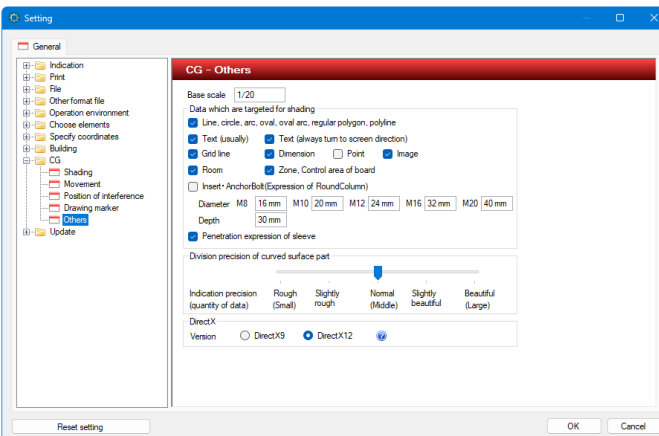 Setting
General
Indication
Print
File
Other format file
Operation environment
Choose elements
Specify coordinates
Building
CG
Shading
Movement
Position of interference
Drawing marker
Others
Update
CG - Others
Base scale 1/20
Data which are targeted for shading
Line, circle, arc, oval, oval arc, regular polygon, polyline
Text (usually) Text (always turn to screen direction)
Grid line Dimension Point Image
Room Zone, Control area of board
Insert・AnchorBolt(Expression of RoundColumn)
Diameter M8 16 mm M10 20 mm M12 24 mm M16 32 mm M20 40 mm
Depth 30 mm
Penetration expression of sleeve
Division precision of curved surface part
Indication precision Rough Slightly Normal Slightly Beautiful
(quantity of data) (Small) rough (Middle) beautiful (Large)
DirectX
Version DirectX9 DirectX12
Reset setting OK Cancel